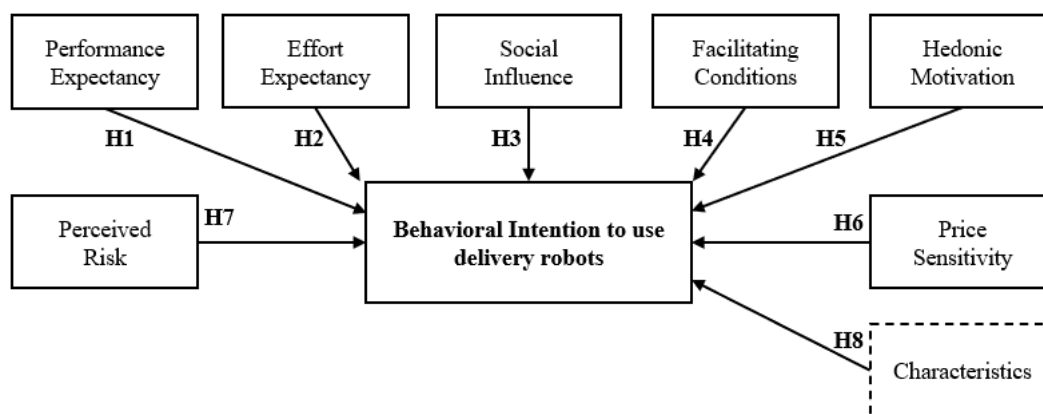 Performance
Expectancy
Effort
Expectancy
Social
Influence
Facilitating
Conditions
Hedonic
Motivation
H1
H2
H3
H4
H5
Perceived
Risk
H7
Behavioral Intention to use
delivery robots
H6
Price
Sensitivity
H8
Characteristics